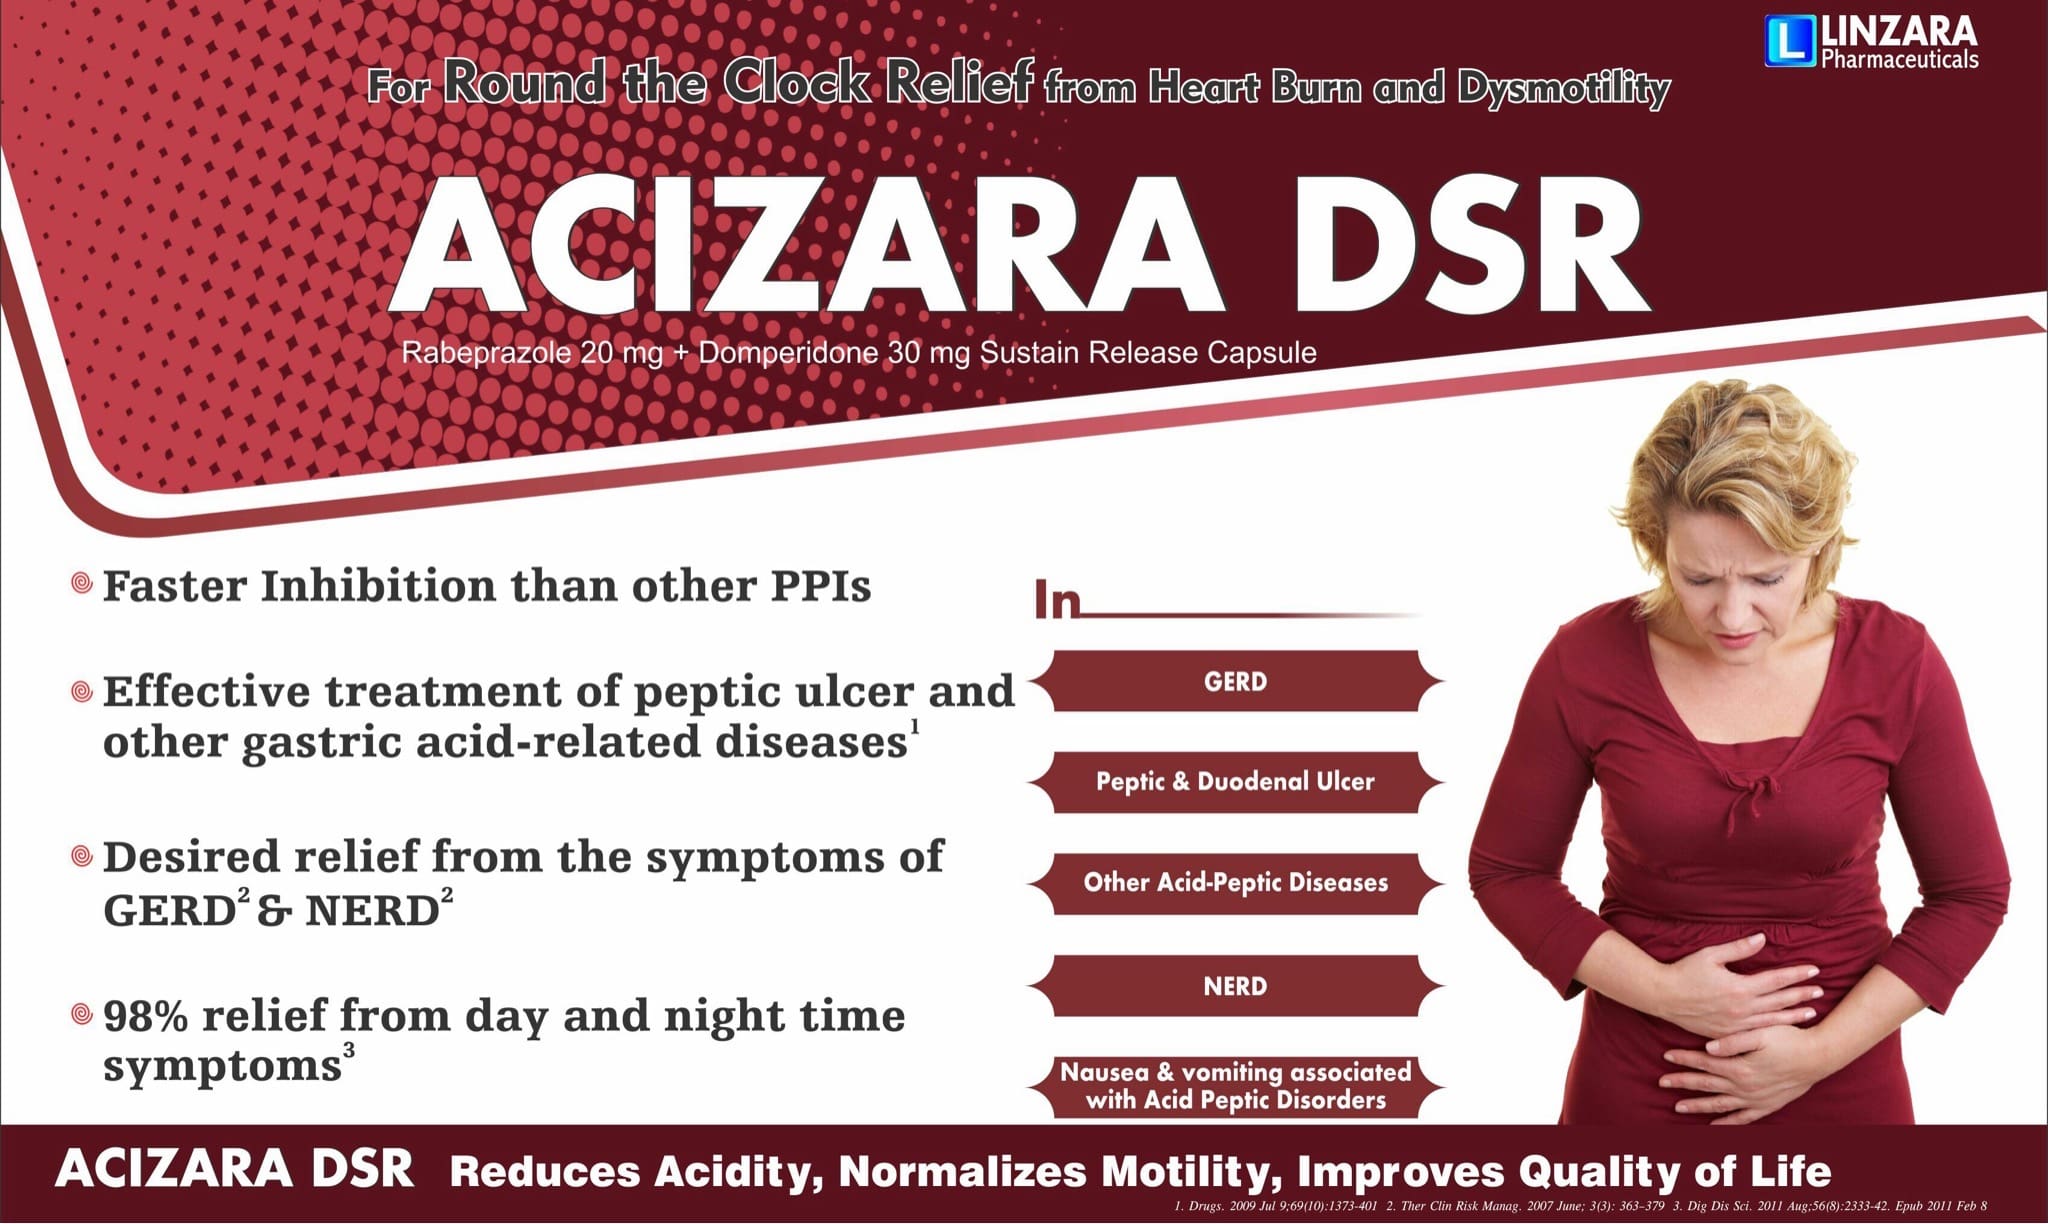 LINZARA
Pharmaceuticals
For Round the Clock Relief from Heart Burn and Dysmotility
ACIZARA DSR
Rabeprazole 20 mg + Domperidone 30 mg Sustain Release Capsule
Faster Inhibition than other PPIs
Effective treatment of peptic ulcer and
other gastric acid-related diseases¹
Desired relief from the symptoms of
GERD² & NERD²
98% relief from day and night time
symptoms³
In
GERD
Peptic & Duodenal Ulcer
Other Acid-Peptic Diseases
NERD
Nausea & vomiting associated
with Acid Peptic Disorders
ACIZARA DSR Reduces Acidity, Normalizes Motility, Improves Quality of Life
1. Drugs. 2009 Jul 9;69(10):1373-401 2. Ther Clin Risk Manag. 2007 June; 3(3): 363–379 3. Dig Dis Sci. 2011 Aug;56(8):2333-42. Epub 2011 Feb 8